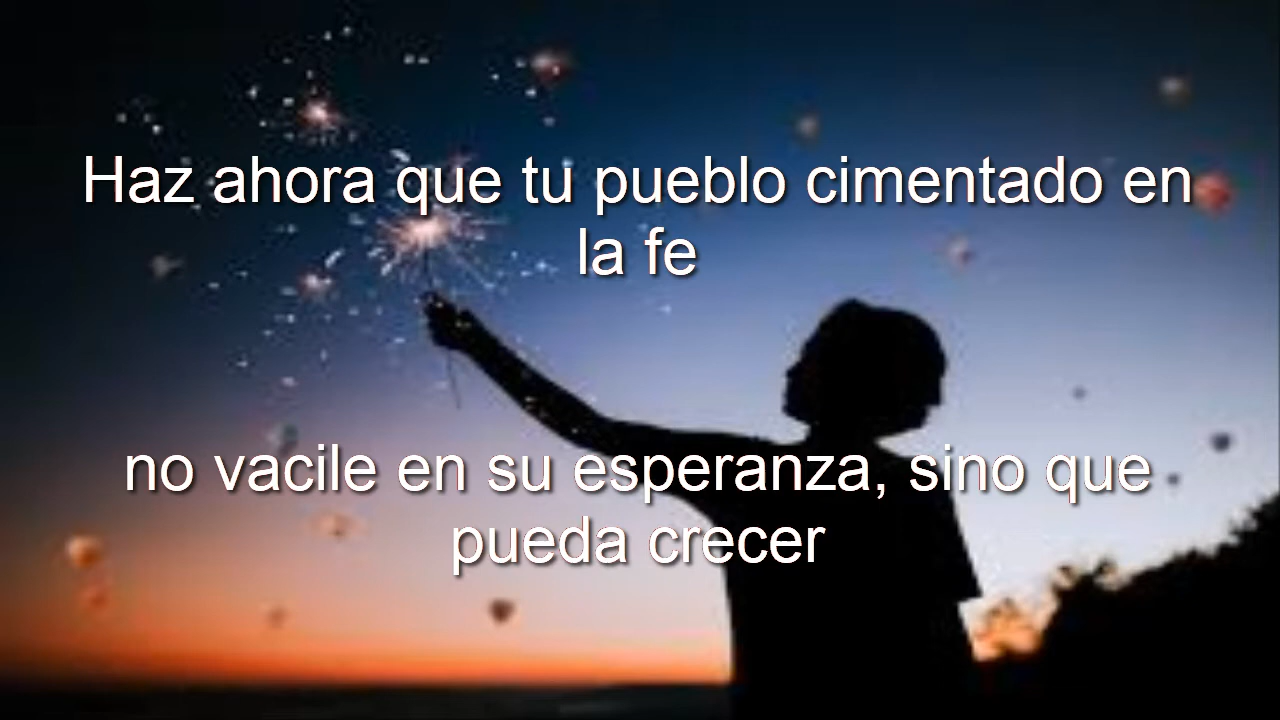 Haz ahora que tu pueblo cimentado en
la fe
no vacile en su esperanza, sino que
pueda crecer